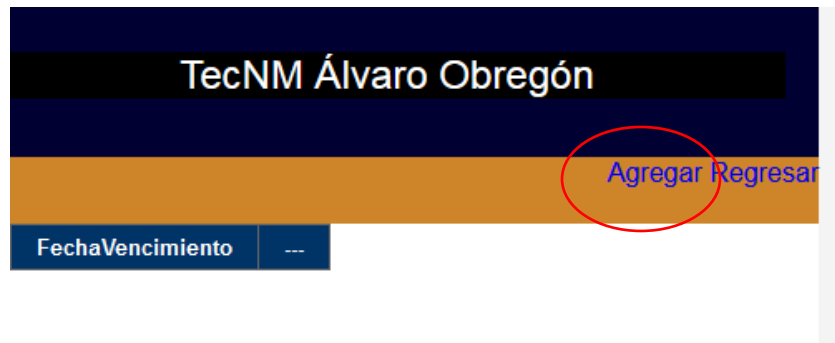 TecNM Álvaro Obregón
Agregar Regresar
FechaVencimiento ---